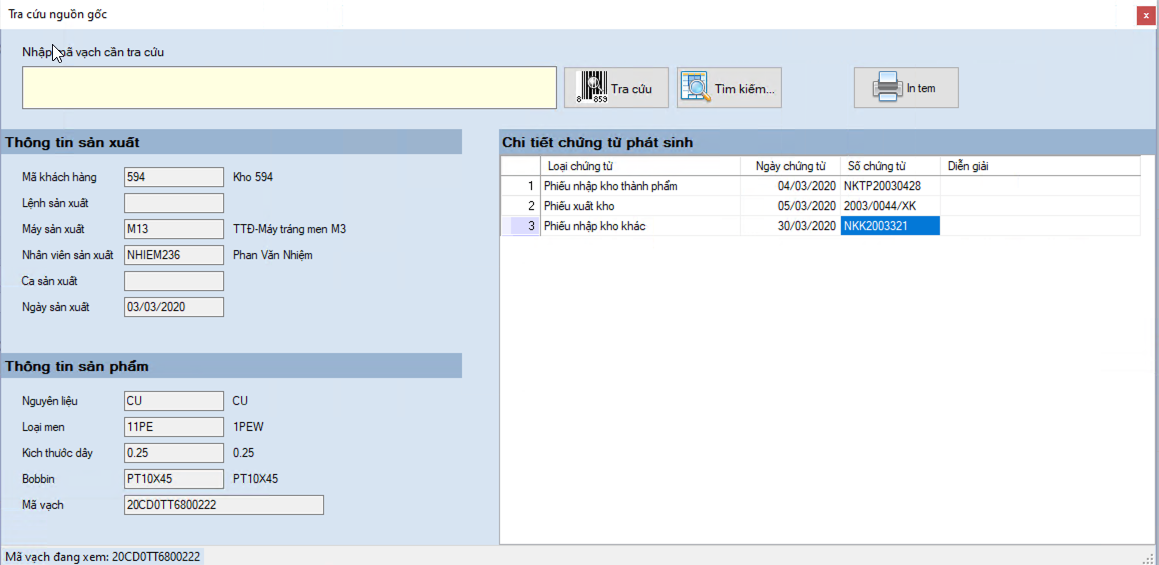 Tra cứu nguồn gốc
x
Nhập mã vạch cần tra cứu
8 859
Tra cứu
Tìm kiếm...
In tem
Thông tin sản xuất
Mã khách hàng 594 Kho 594
Lệnh sản xuất
Máy sản xuất M13 TTĐ-Máy tráng men M3
Nhân viên sản xuất NHIEM236 Phan Văn Nhiệm
Ca sản xuất
Ngày sản xuất 03/03/2020
Thông tin sản phẩm
Nguyên liệu CU CU
Loại men 11PE 1PEW
Kích thước dây 0.25 0.25
Bobbin PT10X45 PT10X45
Mã vạch 20CD0TT6800222
Chi tiết chứng từ phát sinh
Loại chứng từ Ngày chứng từ Số chứng từ Diễn giải
1 Phiếu nhập kho thành phẩm 04/03/2020 NKTP20030428
2 Phiếu xuất kho 05/03/2020 2003/0044/XK
3 Phiếu nhập kho khác 30/03/2020 NKK2003321
Mã vạch đang xem: 20CD0TT6800222